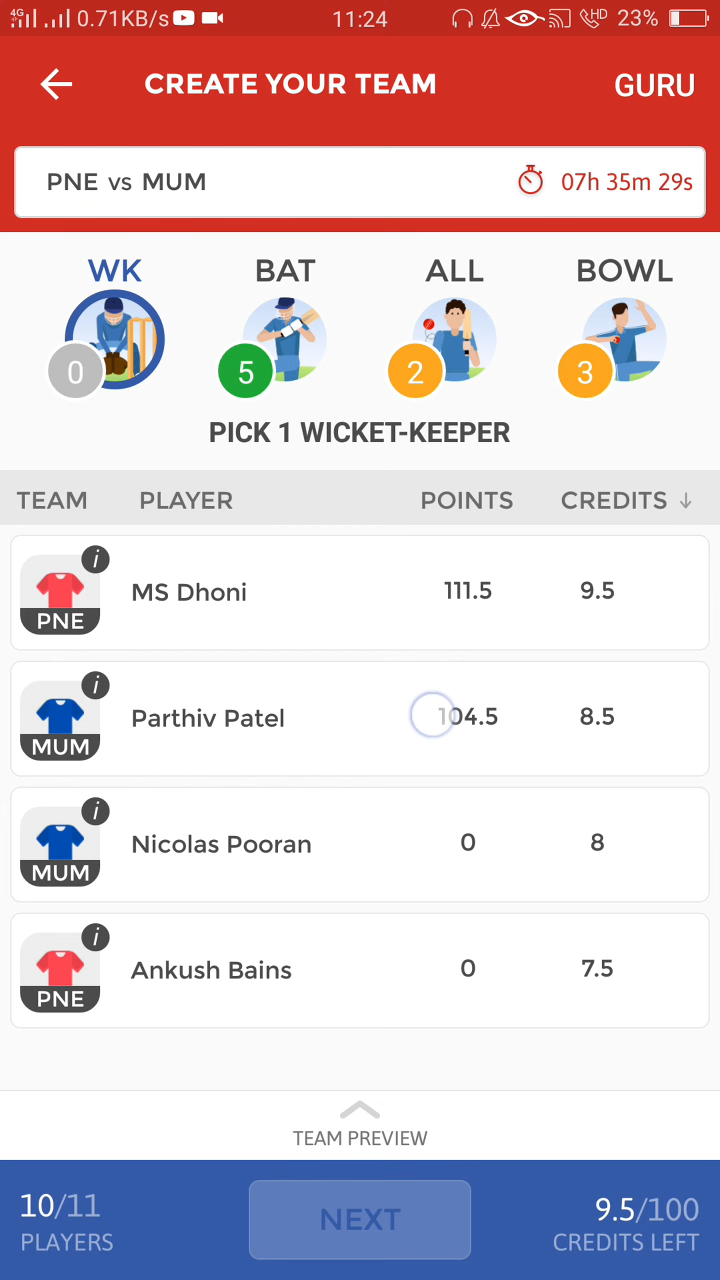 4G 0.71KB/s 11:24 HD 23%
CREATE YOUR TEAM GURU
PNE vs MUM 07h 35m 29s
WK BAT ALL BOWL
0 5 2 3
PICK 1 WICKET-KEEPER
TEAM PLAYER POINTS CREDITS ↓
i
MS Dhoni 111.5 9.5
PNE
i
Parthiv Patel 104.5 8.5
MUM
i
Nicolas Pooran 0 8
MUM
i
Ankush Bains 0 7.5
PNE
TEAM PREVIEW
10/11 NEXT 9.5/100
PLAYERS CREDITS LEFT